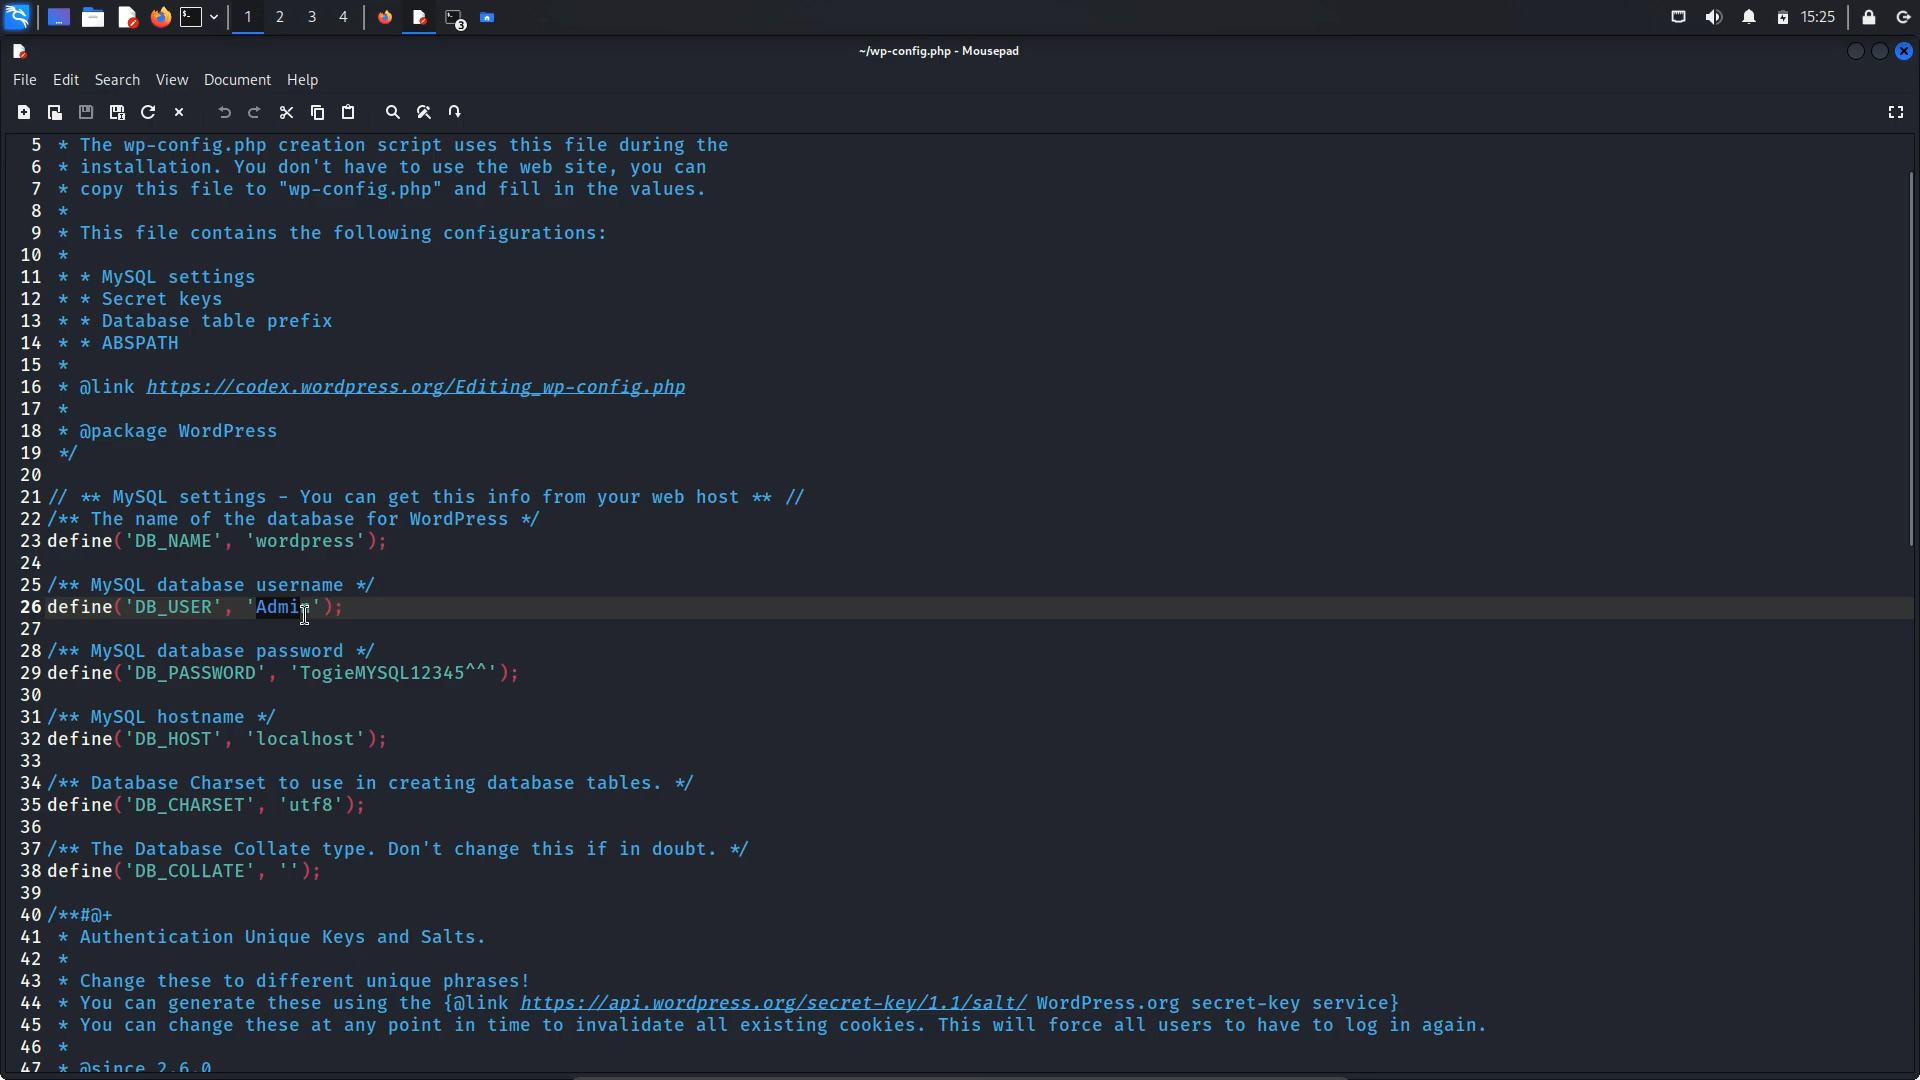 1 2 3 4 3 15:25
~/wp-config.php - Mousepad
File Edit Search View Document Help
5 * The wp-config.php creation script uses this file during the
6 * installation. You don't have to use the web site, you can
7 * copy this file to "wp-config.php" and fill in the values.
8 *
9 * This file contains the following configurations:
10 *
11 * * MySQL settings
12 * * Secret keys
13 * * Database table prefix
14 * * ABSPATH
15 *
16 * @link https://codex.wordpress.org/Editing_wp-config.php
17 *
18 * @package WordPress
19 */
20
21 // ** MySQL settings - You can get this info from your web host ** //
22 /** The name of the database for WordPress */
23 define('DB_NAME', 'wordpress');
24
25 /** MySQL database username */
26 define('DB_USER', 'Admin');
27
28 /** MySQL database password */
29 define('DB_PASSWORD', 'TogieMYSQL12345^^');
30
31 /** MySQL hostname */
32 define('DB_HOST', 'localhost');
33
34 /** Database Charset to use in creating database tables. */
35 define('DB_CHARSET', 'utf8');
36
37 /** The Database Collate type. Don't change this if in doubt. */
38 define('DB_COLLATE', '');
39
40 /**#@+
41 * Authentication Unique Keys and Salts.
42 *
43 * Change these to different unique phrases!
44 * You can generate these using the {@link https://api.wordpress.org/secret-key/1.1/salt/ WordPress.org secret-key service}
45 * You can change these at any point in time to invalidate all existing cookies. This will force all users to have to log in again.
46 *
47 * @since 2.6.0